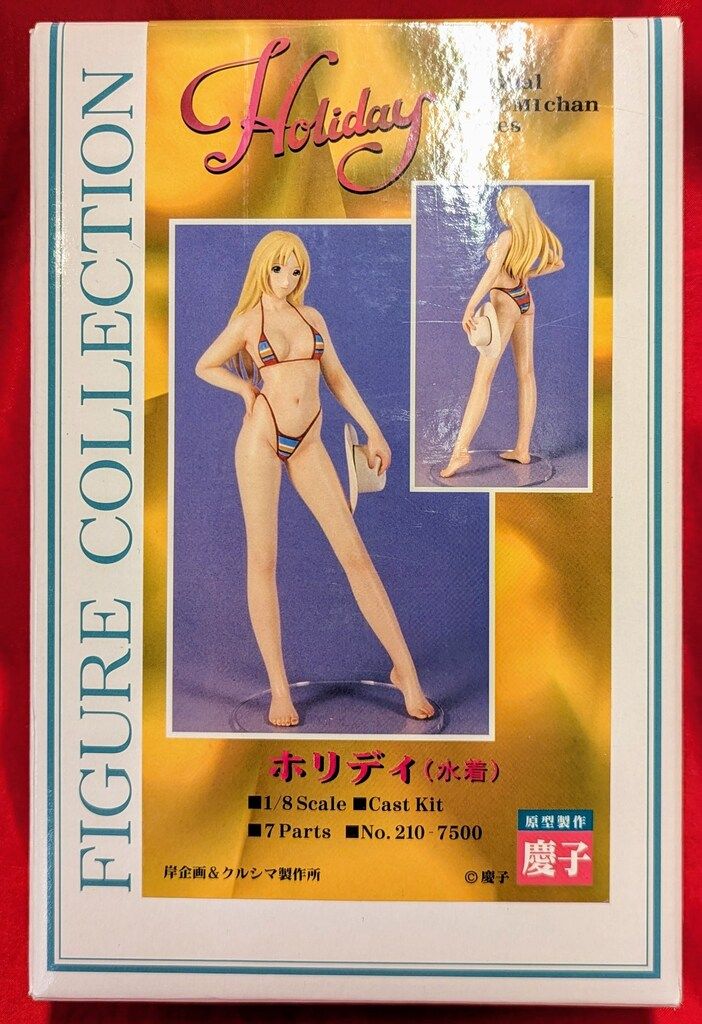 FIGURE COLLECTION
Holiday
MIchan
ホリディ(水着)
■1/8 Scale ■Cast Kit
■7 Parts ■No. 210-7500
岸企画&クルシマ製作所
©慶子
原型製作
慶子